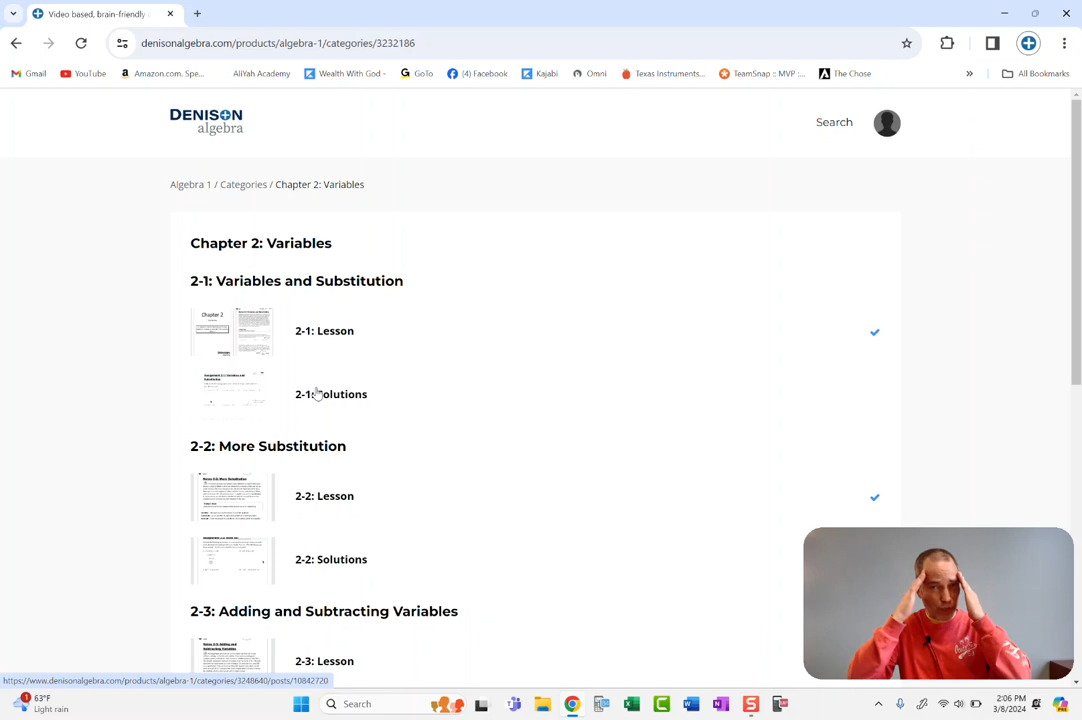 Video based, brain-friendly
denisonalgebra.com/products/algebra-1/categories/3232186
Gmail YouTube Amazon.com. Spe... AliYah Academy Wealth With God - GoTo (4) Facebook Kajabi Omni Texas Instruments... TeamSnap :: MVP :... The Chose » All Bookmarks
DENISON
algebra
Search
Algebra 1 / Categories / Chapter 2: Variables
Chapter 2: Variables
2-1: Variables and Substitution
Chapter 2
2-1: Lesson
2-1: Solutions
2-2: More Substitution
2-2: Lesson
2-2: Solutions
2-3: Adding and Subtracting Variables
2-3: Lesson
https://www.denisonalgebra.com/products/algebra-1/categories/3248640/posts/10842720
1
63°F
Light rain
Search
2:06 PM
3/8/2024